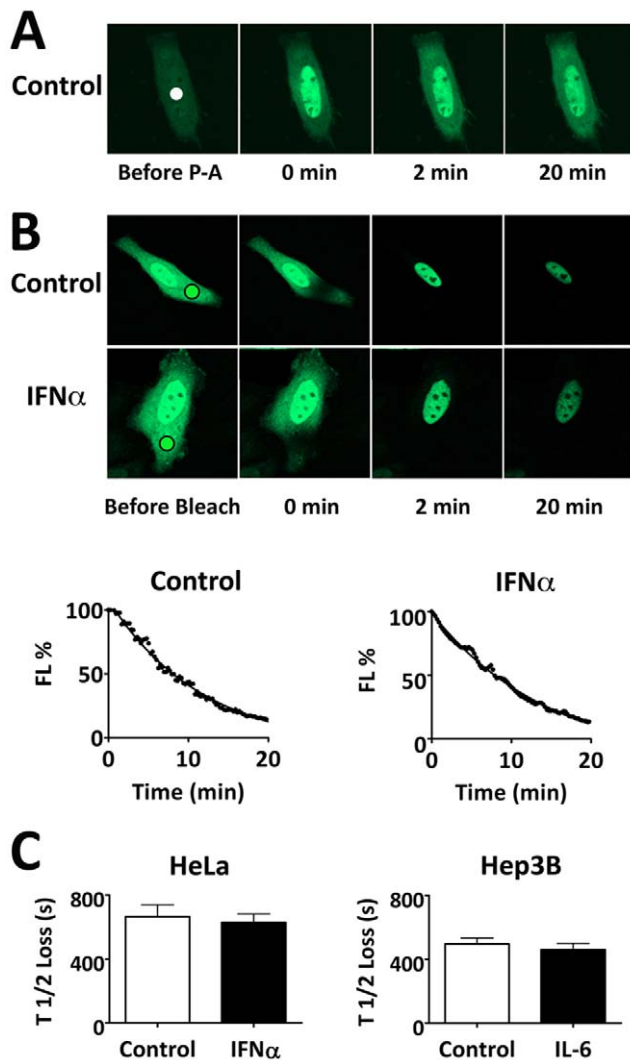 A
Control
Before P-A 0 min 2 min 20 min
B
Control
IFNα
Before Bleach 0 min 2 min 20 min
Control
FL %
100
50
0
0 10 20
Time (min)
IFNα
FL %
100
50
0
0 10 20
Time (min)
C
HeLa
T 1/2 Loss (s)
800
400
0
Control IFNα
Hep3B
T 1/2 Loss (s)
800
400
0
Control IL-6